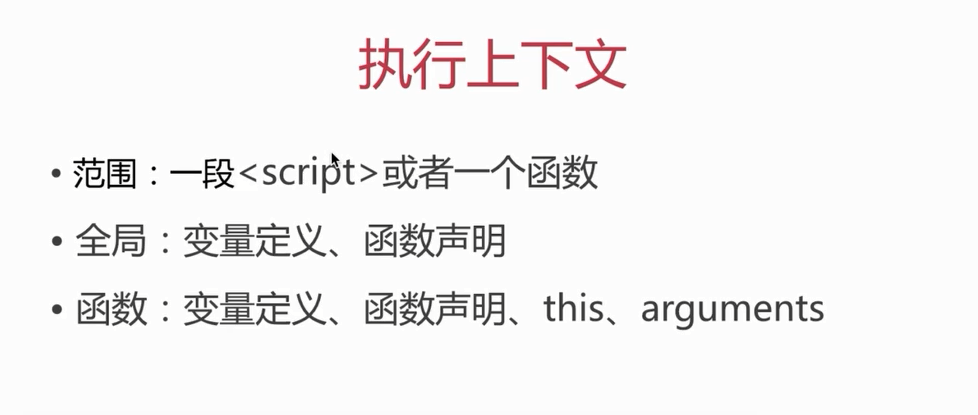 执行上下文
• 范围：一段<script>或者一个函数
• 全局：变量定义、函数声明
• 函数：变量定义、函数声明、this、arguments